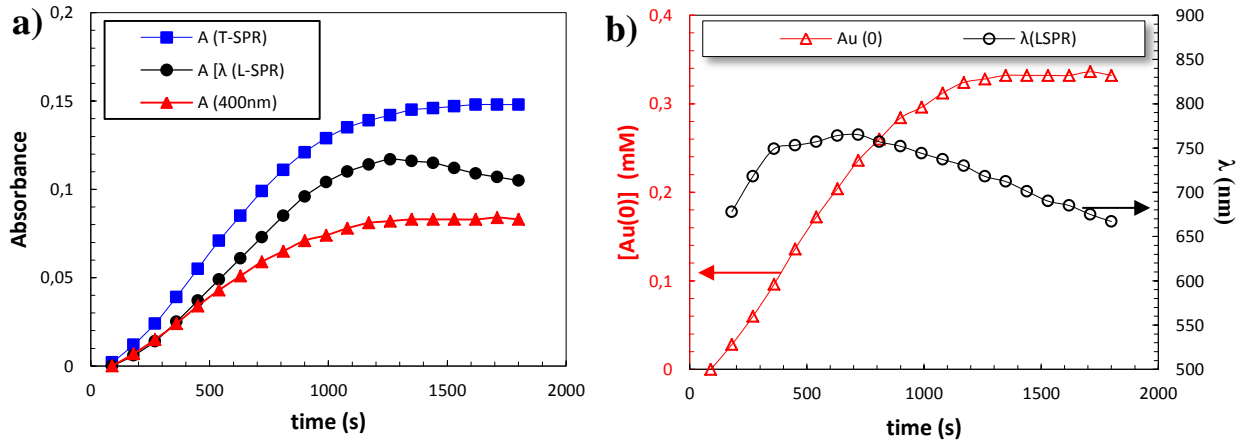 a)
A (T-SPR)
A [λ (L-SPR)
A (400nm)
0,2
0,15
0,1
0,05
0
0
500
1000
1500
2000
Absorbance
time (s)
b)
Au (0)
λ(LSPR)
0,4
0,3
0,2
0,1
0
[Au(0)] (mM)
900
850
800
750
700
650
600
550
500
λ (nm)
0
500
1000
1500
2000
time (s)